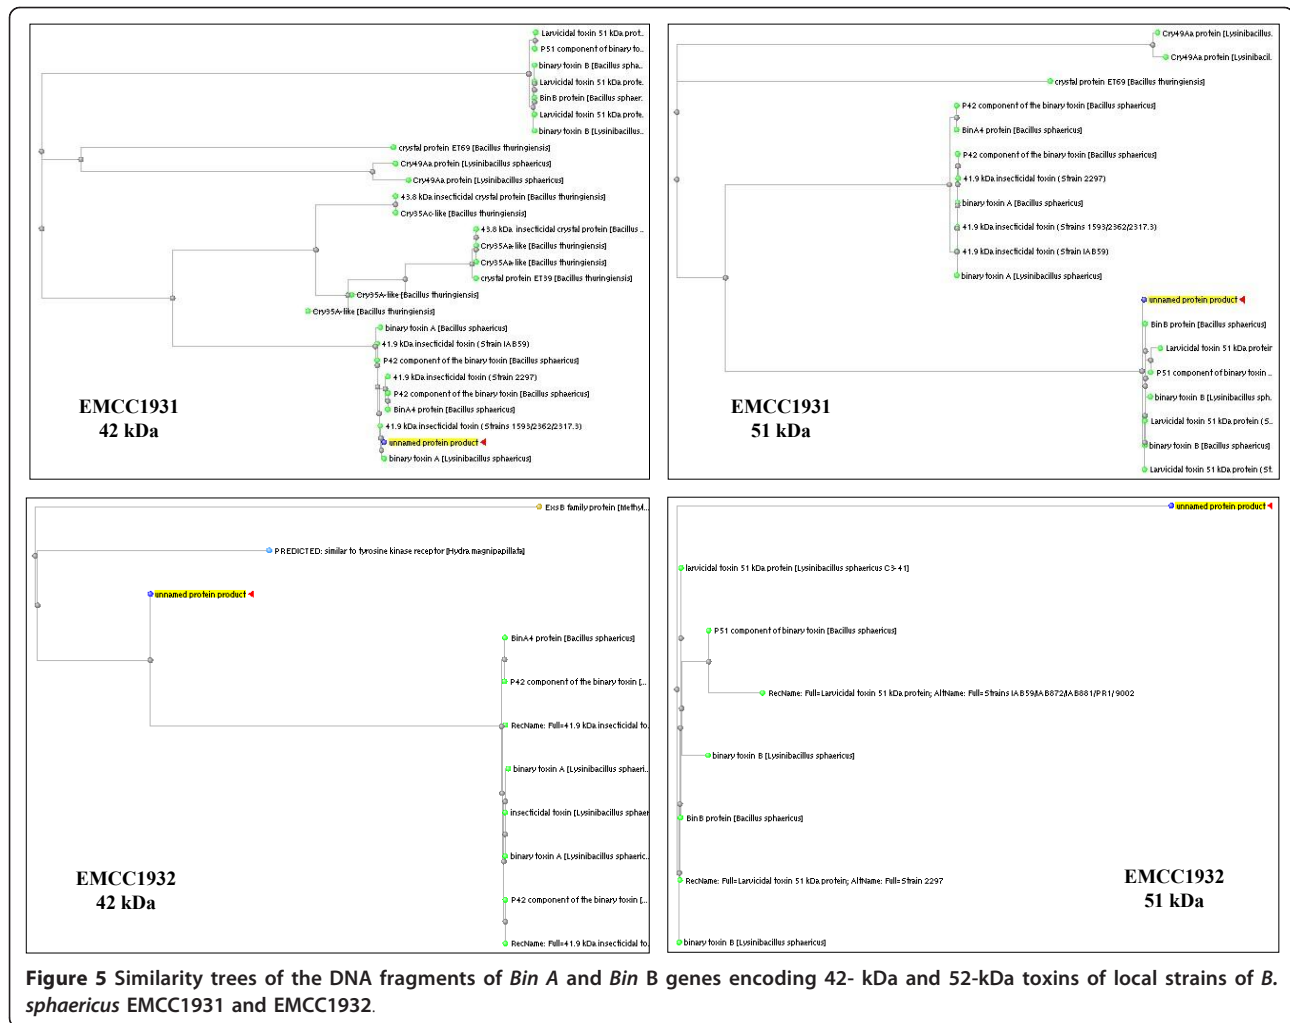 Larvicidal toxin 51 kDa prot..
P51 component of binary to...
binary toxin B [Bacillus spha..
Larvicidal toxin 51 kDa prote.
BinB protein [Bacillus sphaer.
Larvicidal toxin 51 kDa prote.
binary toxin B [Lysinibacillus..
crystal protein ET69 [Bacillus thuringiensis]
Cry49Aa protein [Lysinibacillus sphaericus]
Cry49Aa protein [Lysinibacillus sphaericus]
43.8 kDa insecticidal crystal protein [Bacillus thuringiensis]
Cry35Ac-like [Bacillus thuringiensis]
43.8 kDa insecticidal crystal protein [Bacillus ...
Cry35Aa-like [Bacillus thuringiensis]
Cry35Aa-like [Bacillus thuringiensis]
crystal protein ET39 [Bacillus thuringiensis]
Cry35A-like [Bacillus thuringiensis]
Cry35A-like [Bacillus thuringiensis]
binary toxin A [Bacillus sphaericus]
41.9 kDa insecticidal toxin (Strain IAB59)
P42 component of the binary toxin [Bacillus sphaericus]
41.9 kDa insecticidal toxin (Strain 2297)
P42 component of the binary toxin [Bacillus sphaericus]
BinA4 protein [Bacillus sphaericus]
41.9 kDa insecticidal toxin (Strains 1593/2362/2317.3)
unnamed protein product
binary toxin A [Lysinibacillus sphaericus]
EMCC1931
42 kDa
Cry49Aa protein [Lysinibacillus.
Cry49Aa protein [Lysinibacil.
crystal protein ET69 [Bacillus thuringiensis]
P42 component of the binary toxin [Bacillus sphaericus]
BinA4 protein [Bacillus sphaericus]
P42 component of the binary toxin [Bacillus sphaericus]
41.9 kDa insecticidal toxin (Strain 2297)
binary toxin A [Bacillus sphaericus]
41.9 kDa insecticidal toxin (Strains 1593/2362/2317.3)
41.9 kDa insecticidal toxin (Strain IAB59)
binary toxin A [Lysinibacillus sphaericus]
unnamed protein product
BinB protein [Bacillus sphaericus]
Larvicidal toxin 51 kDa protein
P51 component of binary toxin ...
binary toxin B [Lysinibacillus sph.
Larvicidal toxin 51 kDa protein (S...
binary toxin B [Bacillus sphaericus]
Larvicidal toxin 51 kDa protein (St.
EMCC1931
51 kDa
ExsB family protein [Methyl...
PREDICTED: similar to tyrosine kinase receptor [Hydra magnipapillata]
unnamed protein product
BinA4 protein [Bacillus sphaericus]
P42 component of the binary toxin [...
RecName: Full=41.9 kDa insecticidal to.
binary toxin A [Lysinibacillus sphaeri..
insecticidal toxin [Lysinibacillus sphaer
binary toxin A [Lysinibacillus sphaeric..
P42 component of the binary toxin [...
RecName: Full=41.9 kDa insecticidal to.
EMCC1932
42 kDa
unnamed protein product
larvicidal toxin 51 kDa protein [Lysinibacillus sphaericus C3-41]
P51 component of binary toxin [Bacillus sphaericus]
RecName: Full=Larvicidal toxin 51 kDa protein; AltName: Full=Strains IAB59/IAB872/IAB881/PR1/9002
binary toxin B [Lysinibacillus sphaericus]
BinB protein [Bacillus sphaericus]
RecName: Full=Larvicidal toxin 51 kDa protein; AltName: Full=Strain 2297
binary toxin B [Lysinibacillus sphaericus]
EMCC1932
51 kDa
Figure 5 Similarity trees of the DNA fragments of Bin A and Bin B genes encoding 42- kDa and 52-kDa toxins of local strains of B.
sphaericus EMCC1931 and EMCC1932.